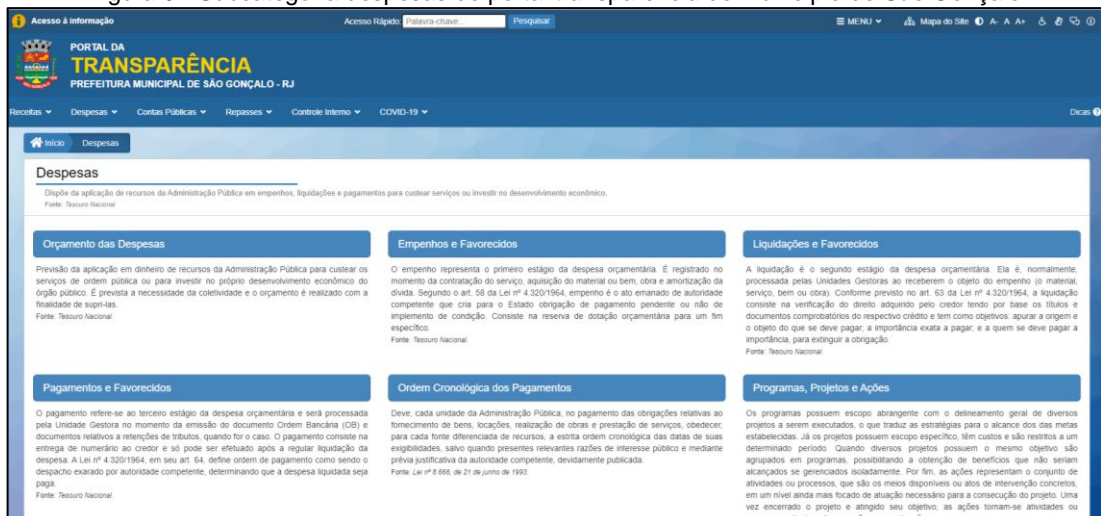 Acesso à informação
Acesso Rápido: Palavra-chave... Pesquisar
MENU Mapa do Site A- A A+
PORTAL DA
TRANSPARÊNCIA
PREFEITURA MUNICIPAL DE SÃO GONÇALO - RJ
Receitas Despesas Contas Públicas Repasses Controle Interno COVID-19 Dicas
Início Despesas
Despesas
Dispõe da aplicação de recursos da Administração Pública em empenhos, liquidações e pagamentos para custear serviços ou investir no desenvolvimento econômico.
Fonte: Tesouro Nacional
Orçamento das Despesas
Previsão da aplicação em dinheiro de recursos da Administração Pública para custear os
serviços de ordem pública ou para investir no próprio desenvolvimento econômico do
órgão público. É prevista a necessidade da coletividade e o orçamento é realizado com a
finalidade de supri-las.
Fonte: Tesouro Nacional.
Empenhos e Favorecidos
O empenho representa o primeiro estágio da despesa orçamentária. É registrado no
momento da contratação do serviço, aquisição do material ou bem, obra e amortização da
dívida. Segundo o art. 58 da Lei nº 4.320/1964, empenho é o ato emanado de autoridade
competente que cria para o Estado obrigação de pagamento pendente ou não de
implemento de condição. Consiste na reserva de dotação orçamentária para um fim
específico.
Fonte: Tesouro Nacional.
Liquidações e Favorecidos
A liquidação é o segundo estágio da despesa orçamentária. Ela é, normalmente,
processada pelas Unidades Gestoras ao receberem o objeto do empenho (o material,
serviço, bem ou obra). Conforme previsto no art. 63 da Lei nº 4.320/1964, a liquidação
consiste na verificação do direito adquirido pelo credor tendo por base os títulos e
documentos comprobatórios do respectivo crédito e tem como objetivos: apurar a origem e
o objeto do que se deve pagar; a importância exata a pagar; e a quem se deve pagar a
importância, para extinguir a obrigação.
Fonte: Tesouro Nacional.
Pagamentos e Favorecidos
O pagamento refere-se ao terceiro estágio da despesa orçamentária e será processada
pela Unidade Gestora no momento da emissão do documento Ordem Bancária (OB) e
documentos relativos a retenções de tributos, quando for o caso. O pagamento consiste na
entrega de numerário ao credor e só pode ser efetuado após a regular liquidação da
despesa. A Lei nº 4.320/1964, em seu art. 64, define ordem de pagamento como sendo o
despacho exarado por autoridade competente, determinando que a despesa liquidada seja
paga.
Fonte: Tesouro Nacional.
Ordem Cronológica dos Pagamentos
Deve, cada unidade da Administração Pública, no pagamento das obrigações relativas ao
fornecimento de bens, locações, realização de obras e prestação de serviços, obedecer,
para cada fonte diferenciada de recursos, a estrita ordem cronológica das datas de suas
exigibilidades, salvo quando presentes relevantes razões de interesse público e mediante
prévia justificativa da autoridade competente, devidamente publicada.
Fonte: Lei nº 8.666, de 21 de junho de 1993.
Programas, Projetos e Ações
Os programas possuem escopo abrangente com o delineamento geral de diversos
projetos a serem executados, o que traduz as estratégias para o alcance dos das metas
estabelecidas. Já os projetos possuem escopo específico, têm custos e são restritos a um
determinado período. Quando diversos projetos possuem o mesmo objetivo são
agrupados em programas, possibilitando a obtenção de benefícios que não seriam
alcançados se gerenciados isoladamente. Por fim, as ações representam o conjunto de
atividades ou processos, que são os meios disponíveis ou atos de intervenção concretos,
em um nível ainda mais focado de atuação necessário para a consecução do projeto. Uma
vez encerrado o projeto e atingido seu objetivo, as ações tornam-se atividades ou